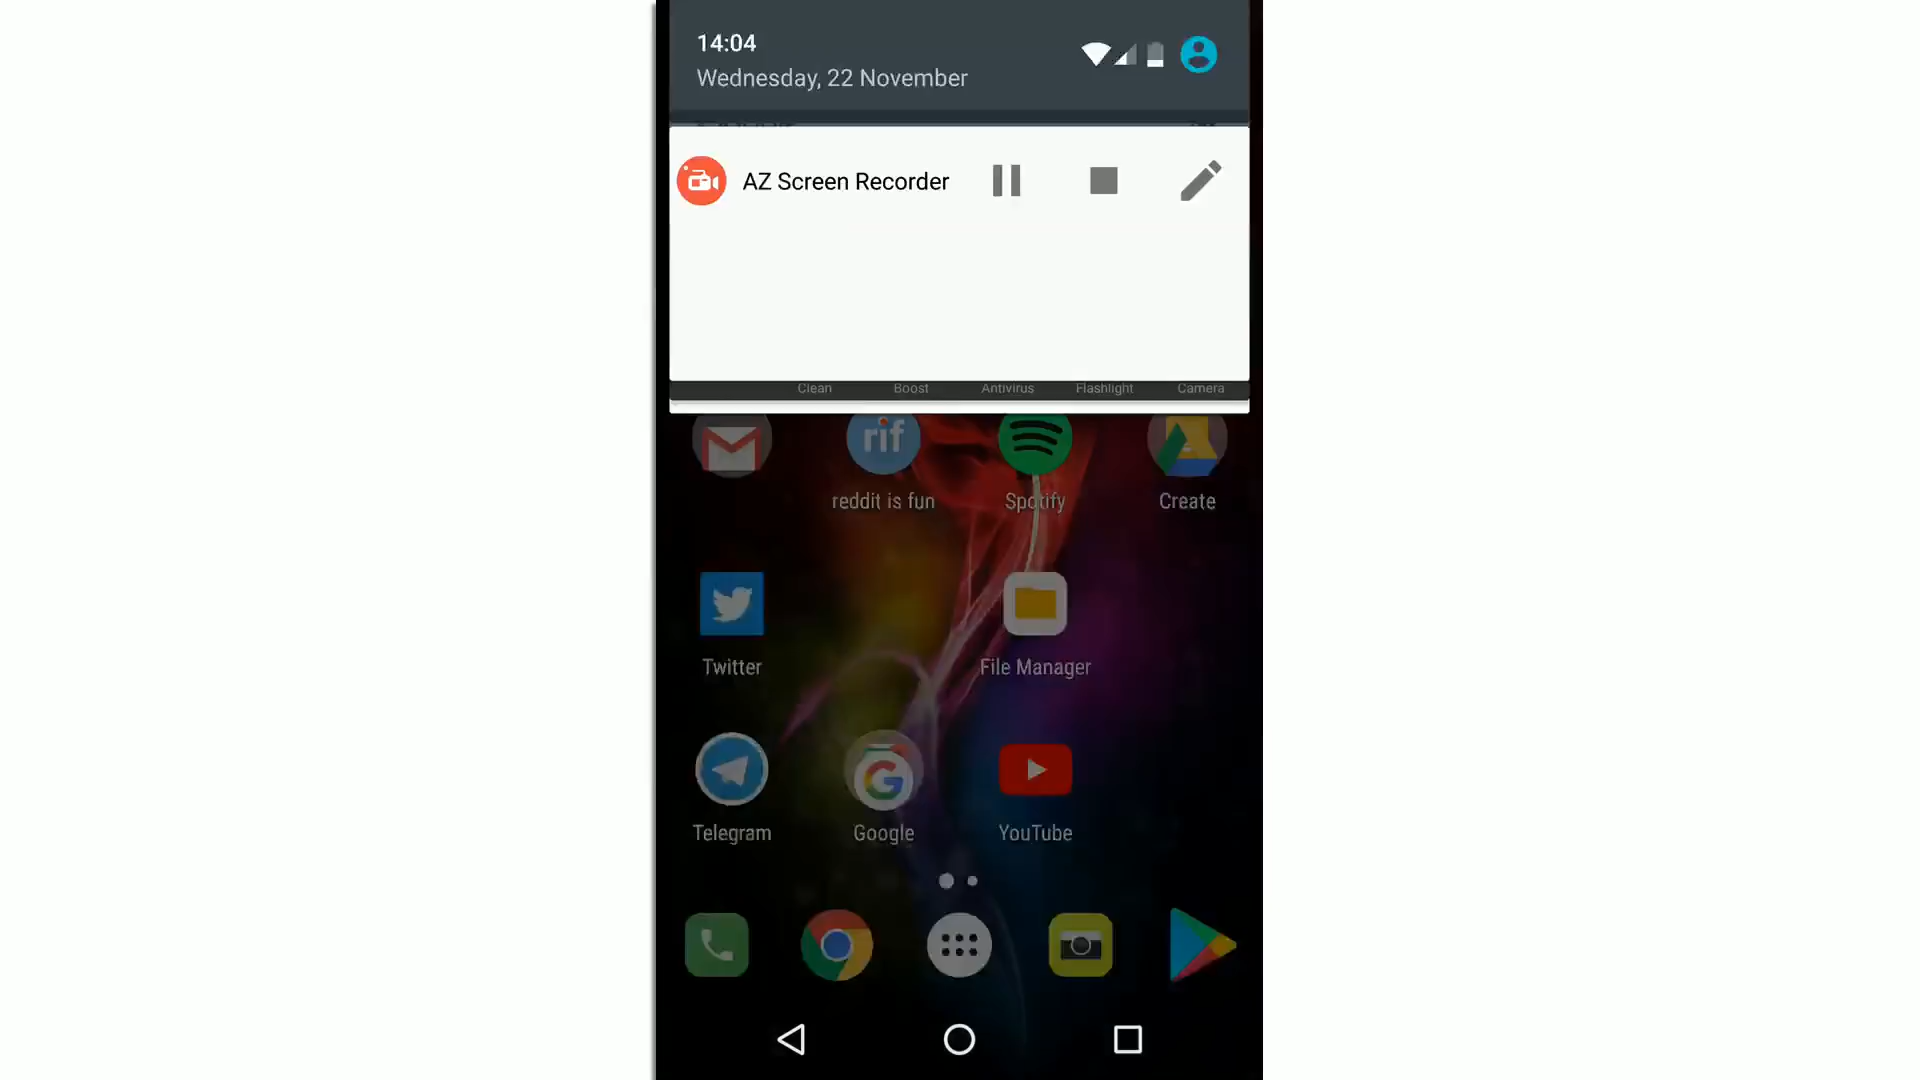 14:04
Wednesday, 22 November
AZ Screen Recorder
Clean Boost Antivirus Flashlight Camera
rif
reddit is fun Spotify Create
Twitter File Manager
Telegram Google YouTube